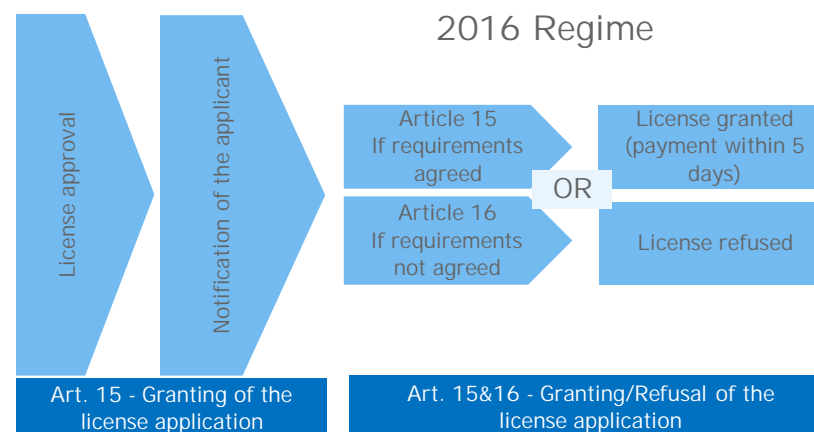 2016 Regime
License approval
Notification of the applicant
Article 15
If requirements
agreed
License granted
(payment within 5
days)
OR
Article 16
If requirements
not agreed
License refused
Art. 15 - Granting of the
license application
Art. 15&16 - Granting/Refusal of the
license application